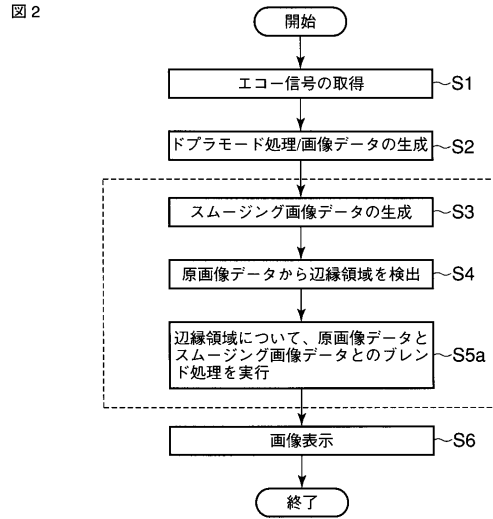 図2
開始
エコー信号の取得
~S1
ドプラモード処理/画像データの生成
~S2
スムージング画像データの生成
~S3
原画像データから辺縁領域を検出
~S4
辺縁領域について、原画像データと
スムージング画像データとのブレン
ド処理を実行
~S5a
画像表示
~S6
終了